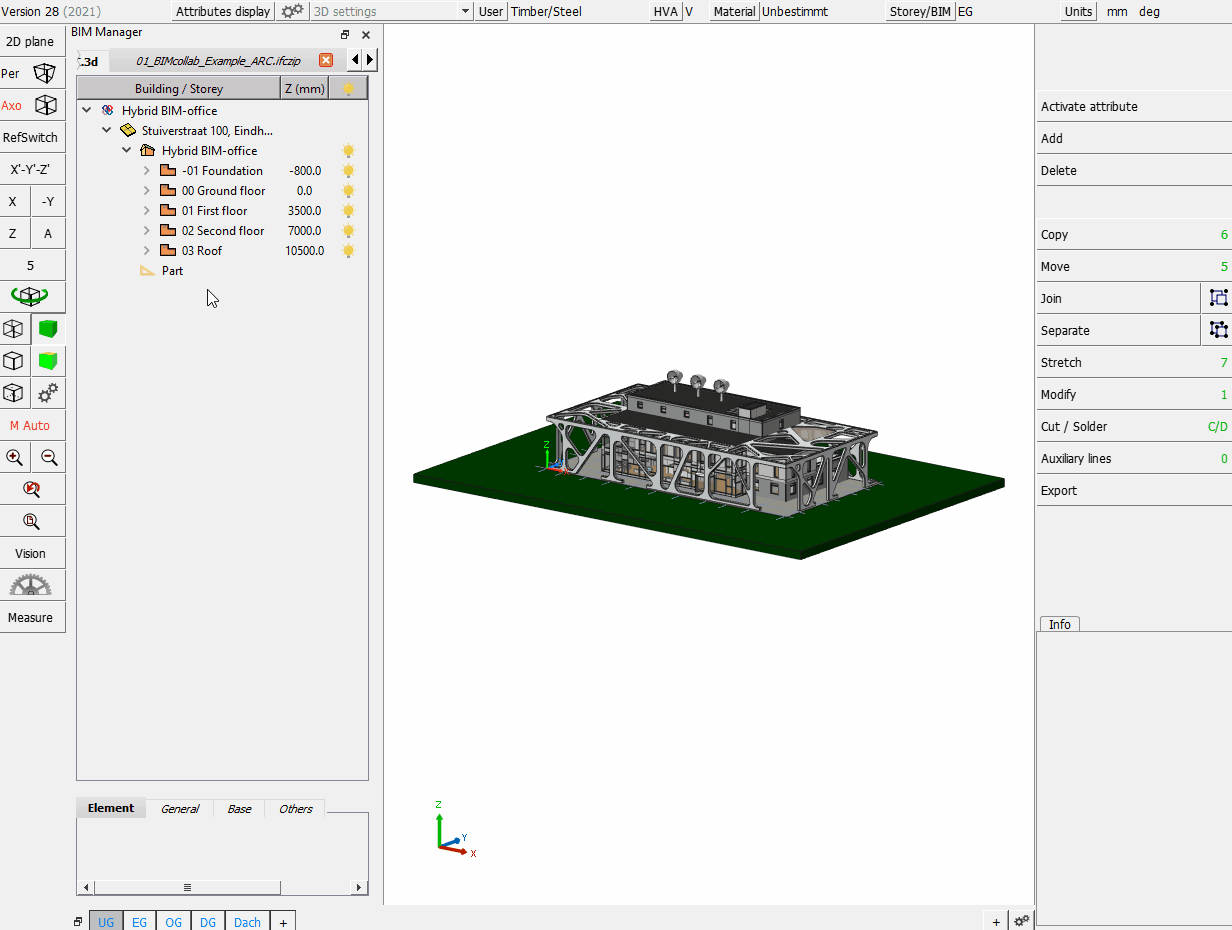 Version 28 (2021) Attributes display 3D settings User Timber/Steel HVA V Material Unbestimmt Storey/BIM EG Units mm deg
2D plane
Per
Axo
RefSwitch
X'-Y'-Z'
X -Y
Z A
5
M Auto
Vision
Measure
BIM Manager
.3d 01_BIMcollab_Example_ARC.ifczip
Building / Storey Z (mm)
Hybrid BIM-office
Stuiverstraat 100, Eindh...
Hybrid BIM-office
-01 Foundation -800.0
00 Ground floor 0.0
01 First floor 3500.0
02 Second floor 7000.0
03 Roof 10500.0
Part
Element General Base Others
UG EG OG DG Dach +
Z
Z
Y
X
+
Activate attribute
Add
Delete
Copy 6
Move 5
Join
Separate
Stretch 7
Modify 1
Cut / Solder C/D
Auxiliary lines 0
Export
Info